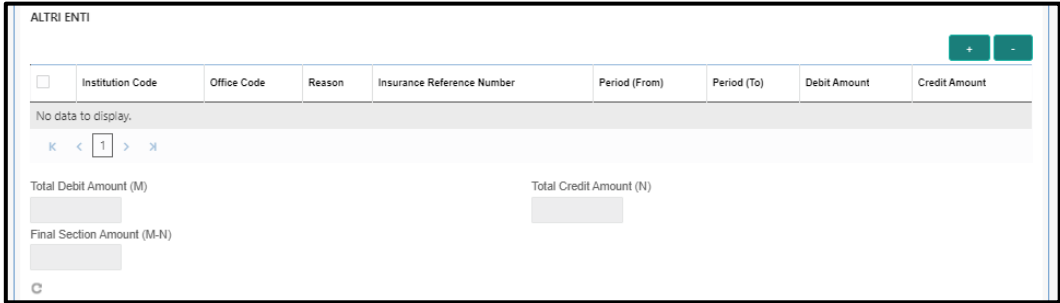 ALTRI ENTI
+ -
Institution Code Office Code Reason Insurance Reference Number Period (From) Period (To) Debit Amount Credit Amount
No data to display.
1
Total Debit Amount (M) Total Credit Amount (N)
Final Section Amount (M-N)